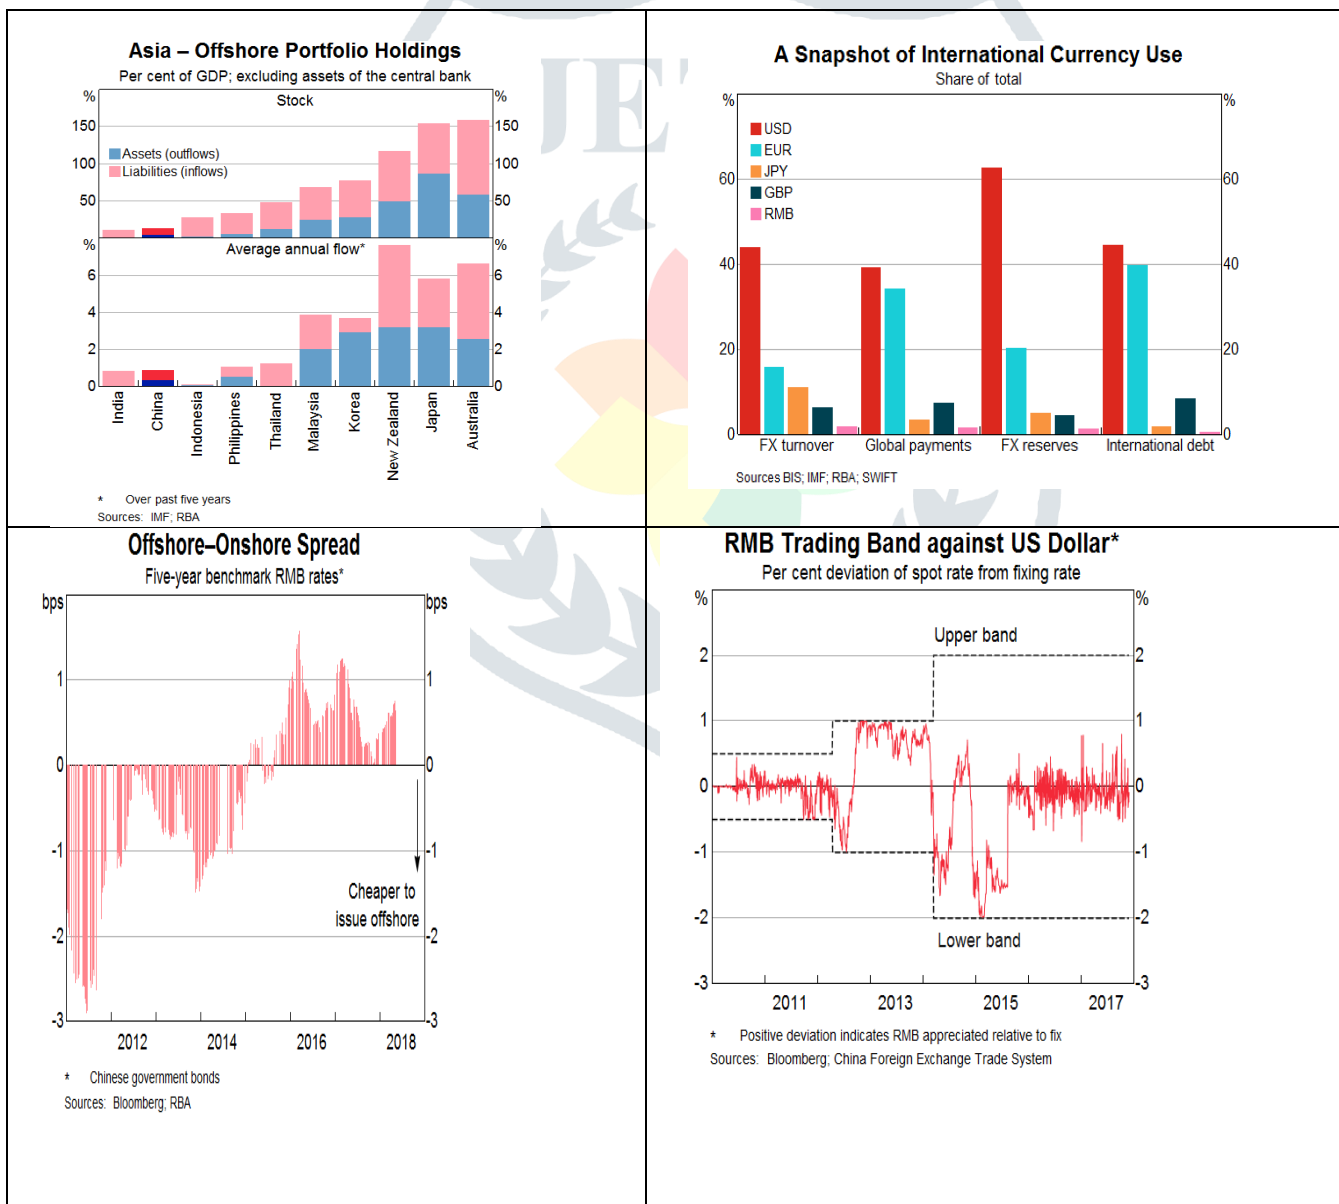 Asia – Offshore Portfolio Holdings
Per cent of GDP; excluding assets of the central bank
% Stock %
150 150
Assets (outflows)
100 100
Liabilities (inflows)
50 50
% Average annual flow* %
6 6
4 4
2 2
0 0
India China Indonesia Philippines Thailand Malaysia Korea New Zealand Japan Australia
* Over past five years
Sources: IMF; RBA
A Snapshot of International Currency Use
Share of total
% %
USD
EUR
JPY
60 60
GBP
RMB
40 40
20 20
0 0
FX turnover Global payments FX reserves International debt
Sources BIS; IMF; RBA; SWIFT
JET
Offshore–Onshore Spread
Five-year benchmark RMB rates*
bps bps
1 1
0 0
-1 -1
Cheaper to
issue offshore
-2 -2
-3 -3
2012 2014 2016 2018
* Chinese government bonds
Sources: Bloomberg; RBA
RMB Trading Band against US Dollar*
Per cent deviation of spot rate from fixing rate
% %
Upper band
2 2
1 1
0 0
-1 -1
-2 -2
Lower band
-3 -3
2011 2013 2015 2017
* Positive deviation indicates RMB appreciated relative to fix
Sources: Bloomberg; China Foreign Exchange Trade System